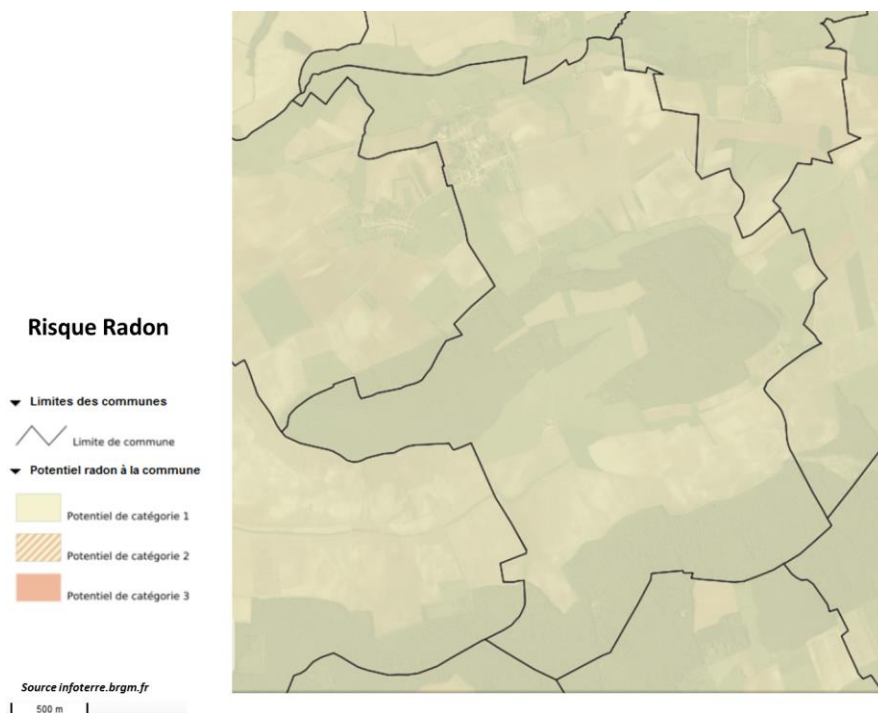 Risque Radon
Limites des communes
Limite de commune
Potentiel radon à la commune
Potentiel de catégorie 1
Potentiel de catégorie 2
Potentiel de catégorie 3
Source infoterre.brgm.fr
500 m